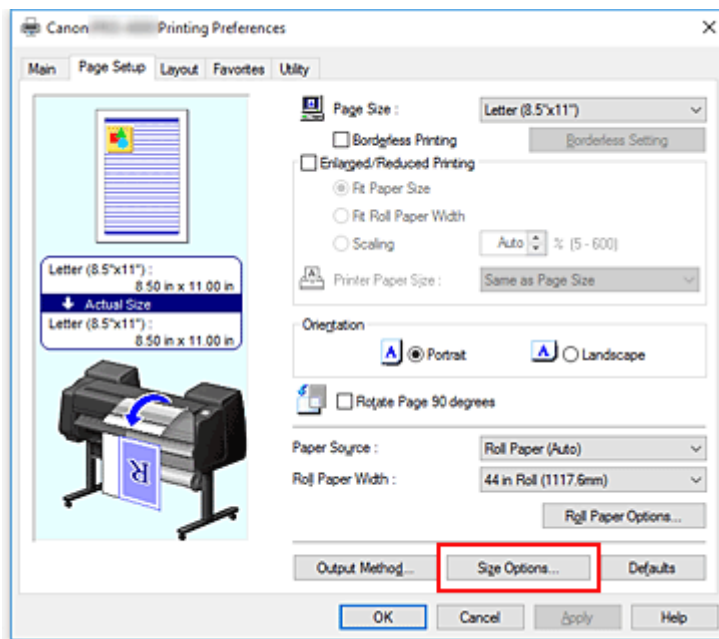 Canon Printing Preferences
Main Page Setup Layout Favorites Utility
Page Size : Letter (8.5"x11")
Borderless Printing Borderless Setting
Enlarged/Reduced Printing
Fit Paper Size
Fit Roll Paper Width
Scaling Auto % (5 - 600)
Printer Paper Size : Same as Page Size
Letter (8.5"x11") :
8.50 in x 11.00 in
Actual Size
Letter (8.5"x11") :
8.50 in x 11.00 in
Orientation
A Portrait A Landscape
Rotate Page 90 degrees
R
Paper Source : Roll Paper (Auto)
Roll Paper Width : 44 in Roll (1117.6mm)
Roll Paper Options...
Output Method... Size Options... Defaults
OK Cancel Apply Help